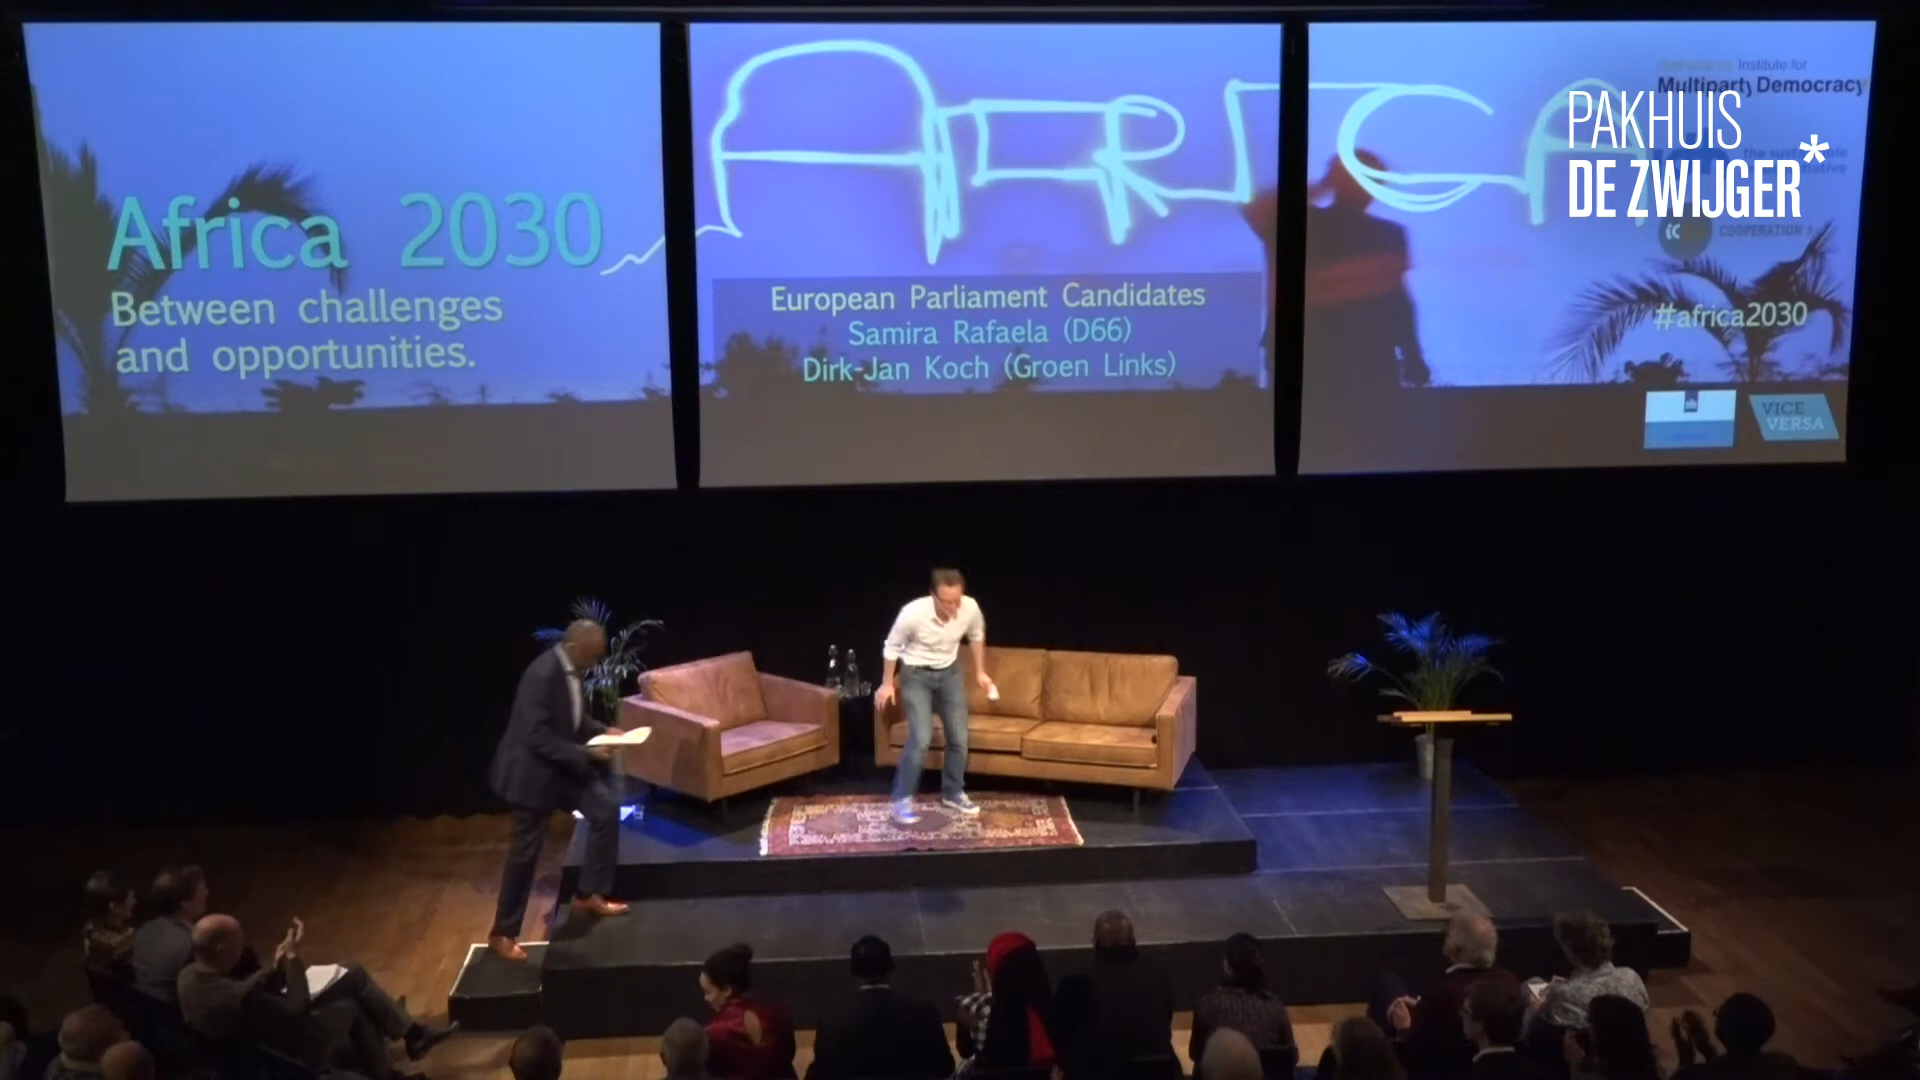 Africa 2030
Between challenges
and opportunities.
AFRICA
European Parliament Candidates
Samira Rafaela (D66)
Dirk-Jan Koch (Groen Links)
Institute for
Multiparty Democracy
PAKHUIS
DE ZWIJGER*
COOPERATION
#africa2030
VICE
VERSA